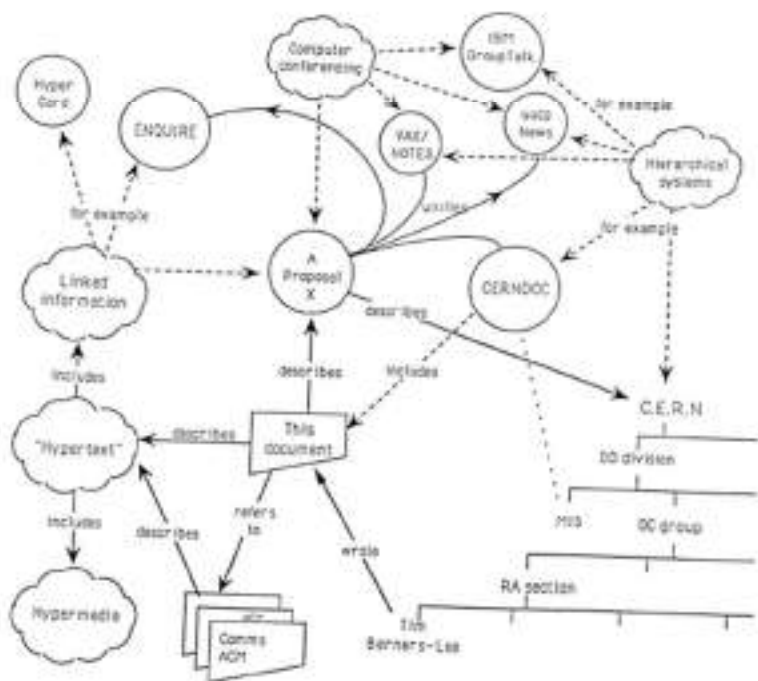 IBM
GroupTalk
Computer
conferencing
Hyper
Card
for example
uucp
News
ENQUIRE
VAX/
NOTES
Hierarchical
systems
unifies
for example
for example
A
Proposal
X
CERNDOC
Linked
information
describes
includes
describes
includes
C.E.R.N
This
document
describes
"Hypertext"
DD division
refers
to
MIS
OC group
includes
describes
wrote
RA section
Hypermedia
etc
Comms
ACM
Tim
Berners-Lee